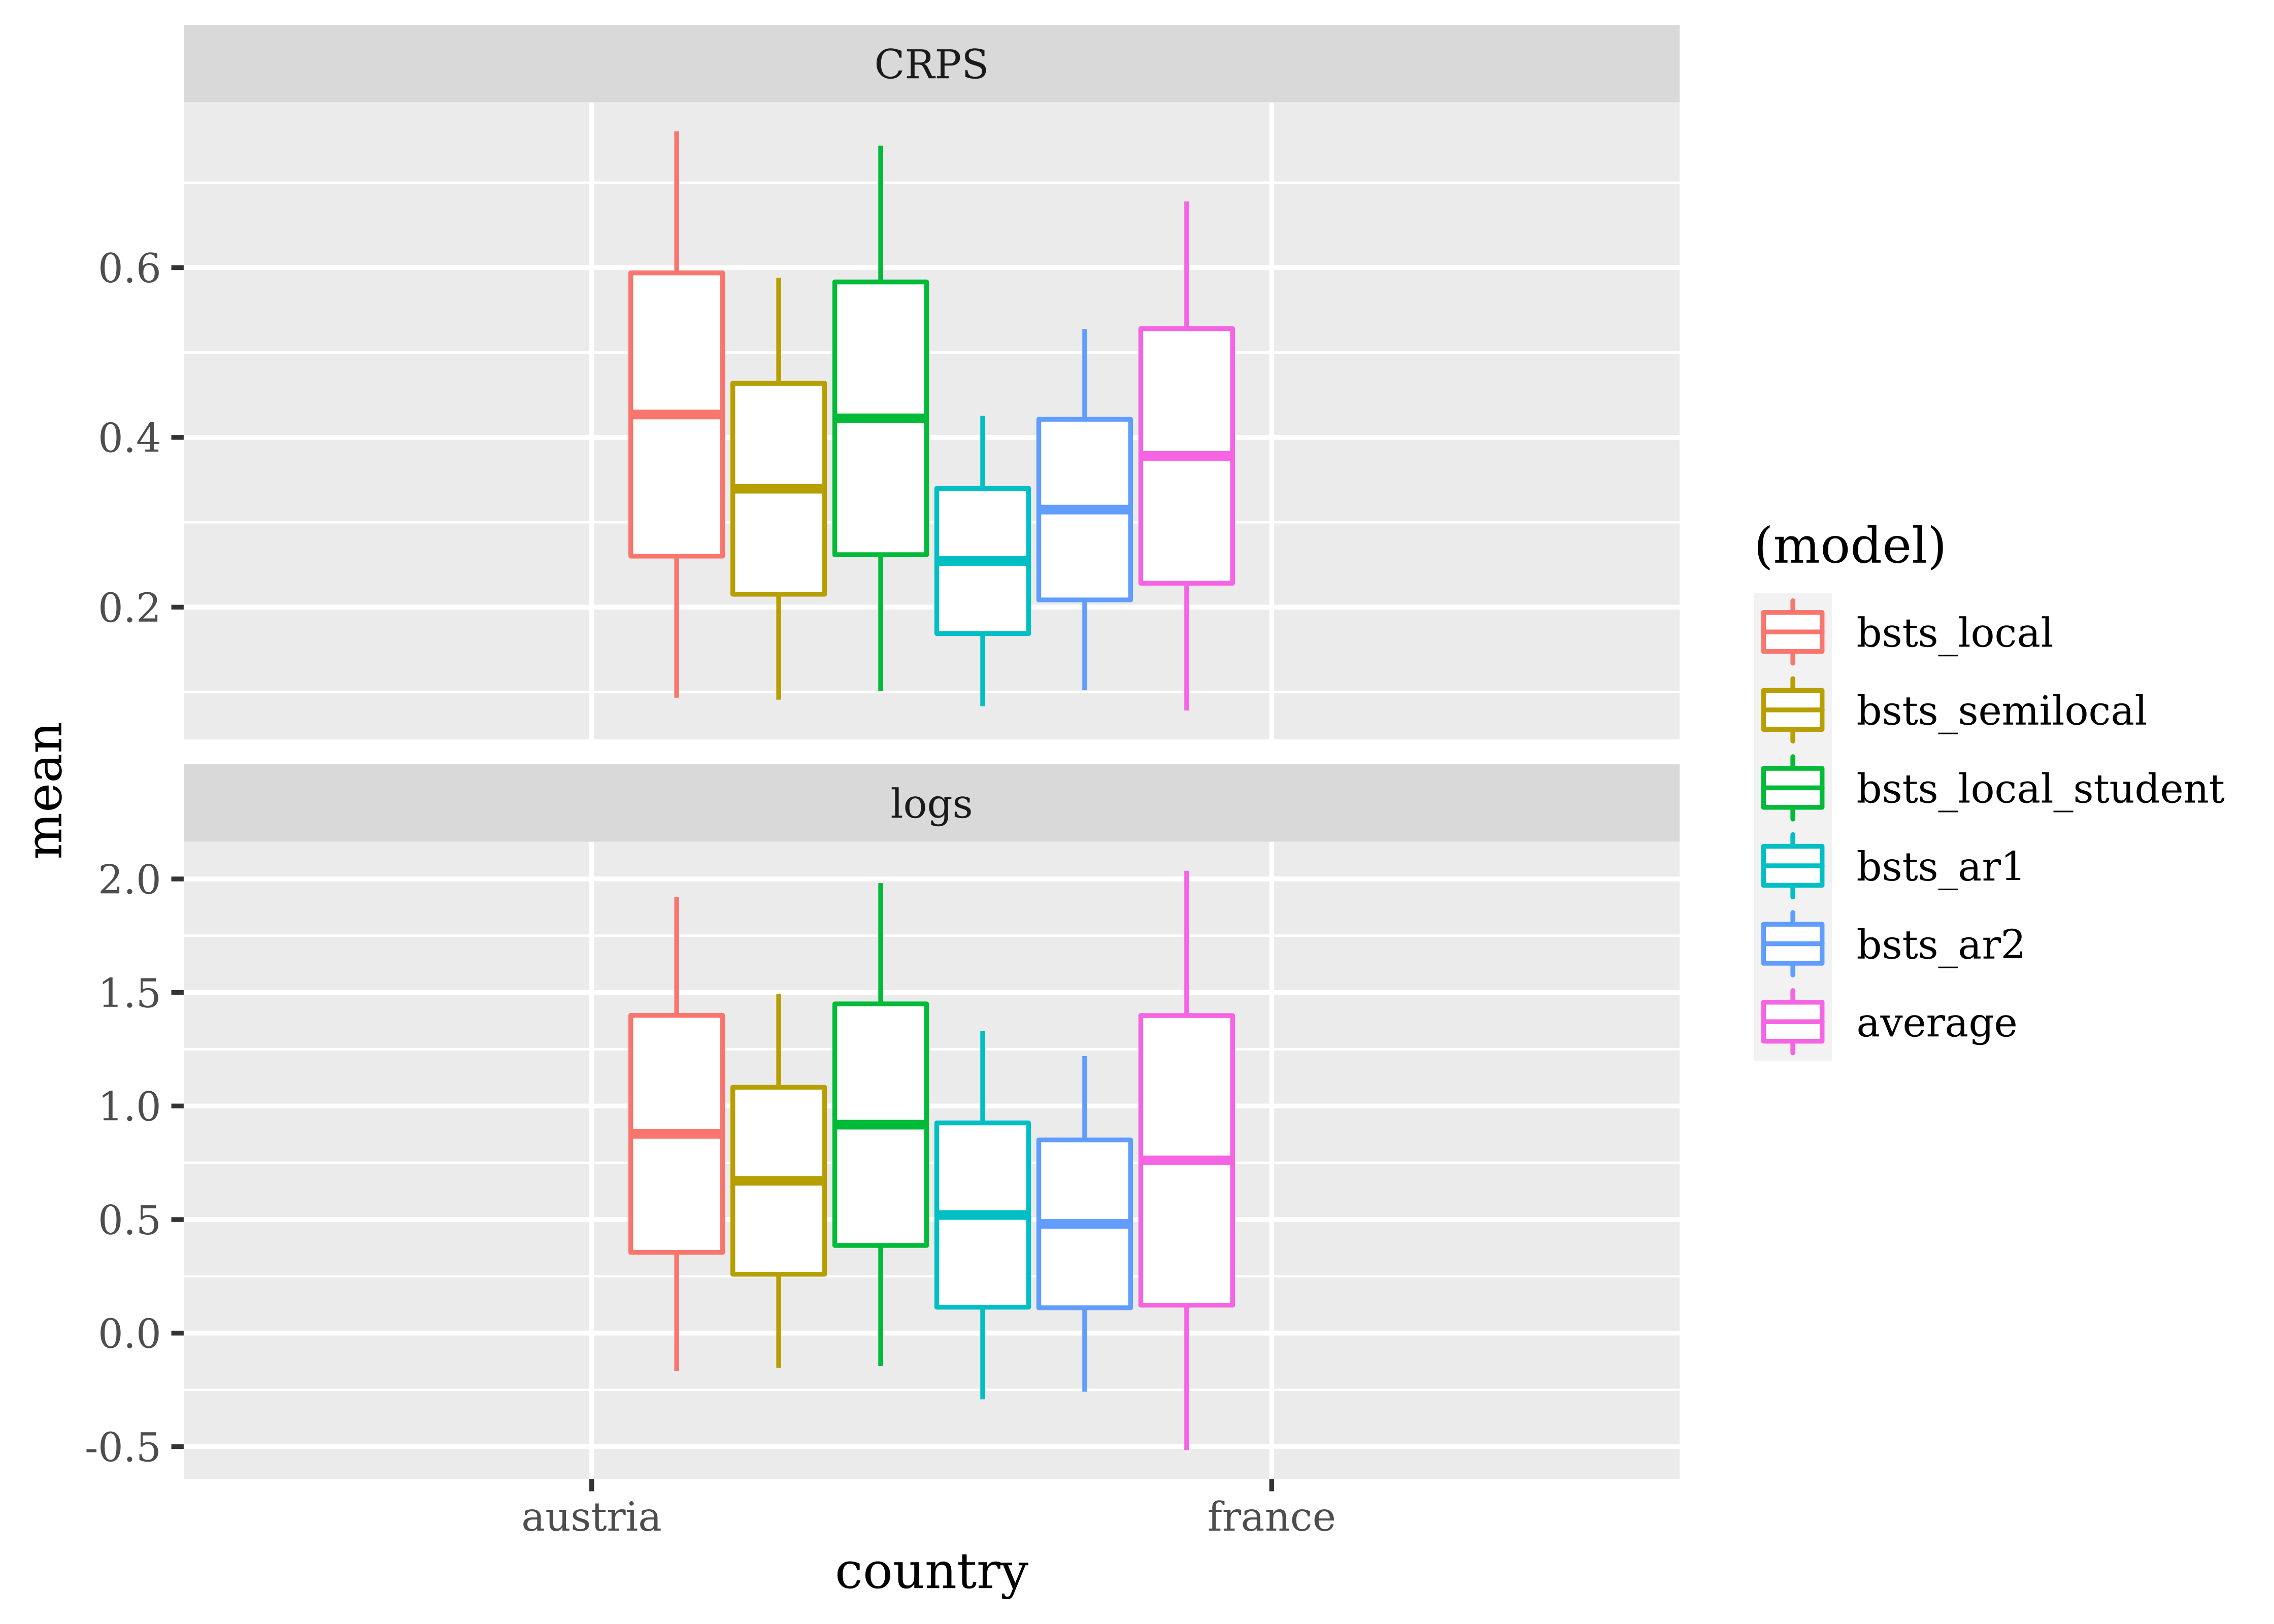 CRPS
0.6
0.4
0.2
mean
logs
2.0
1.5
1.0
0.5
0.0
-0.5
austria
france
country
(model)
bsts_local
bsts_semilocal
bsts_local_student
bsts_ar1
bsts_ar2
average